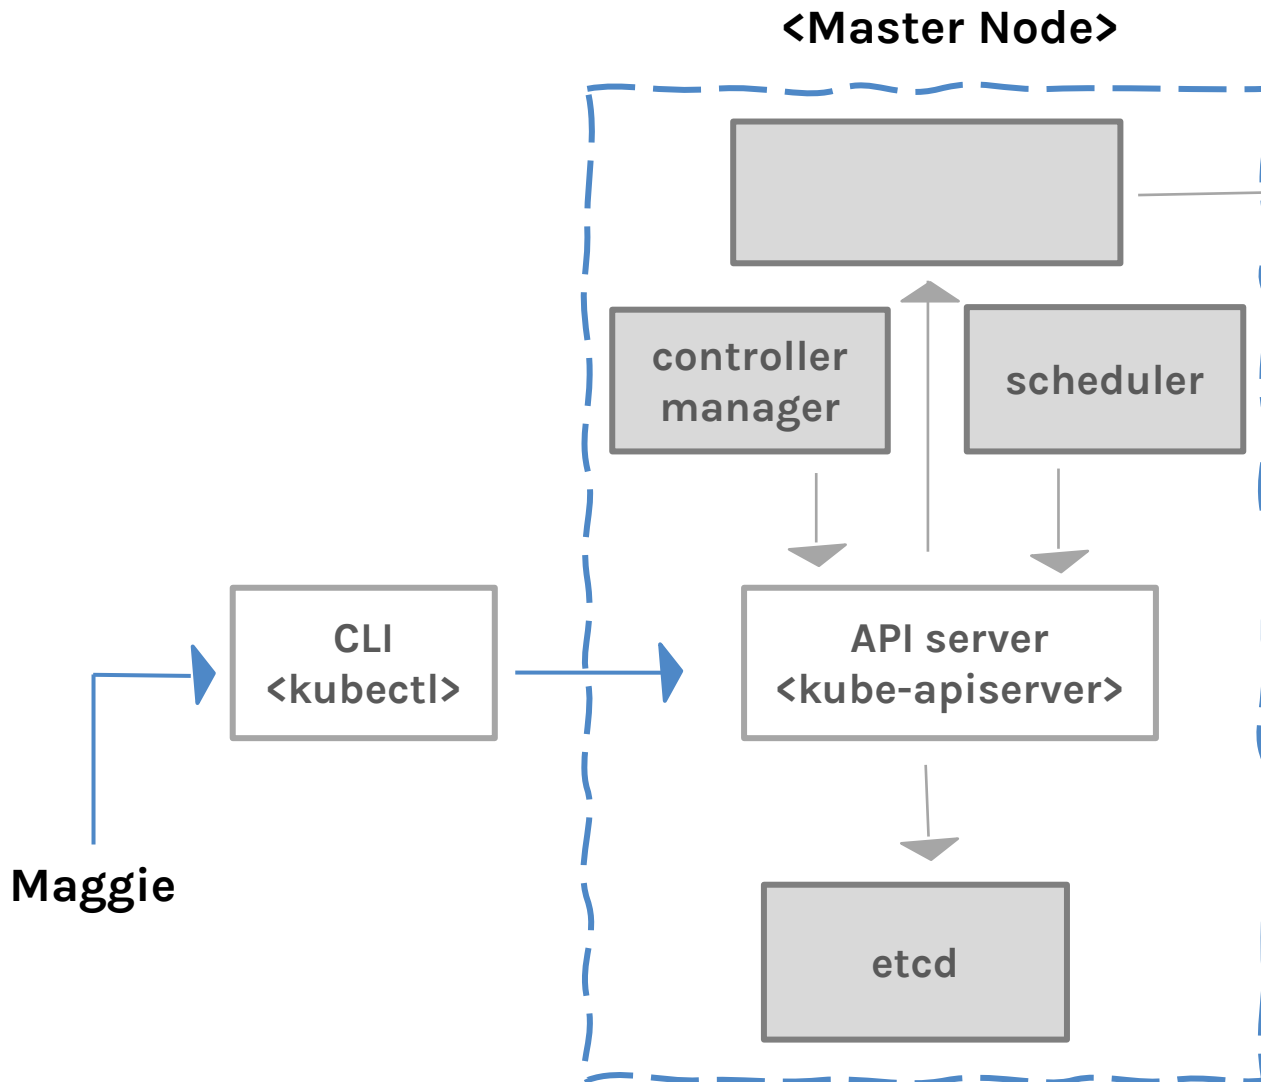 <Master Node>
controller
manager
scheduler
CLI
<kubectl>
API server
<kube-apiserver>
Maggie
etcd